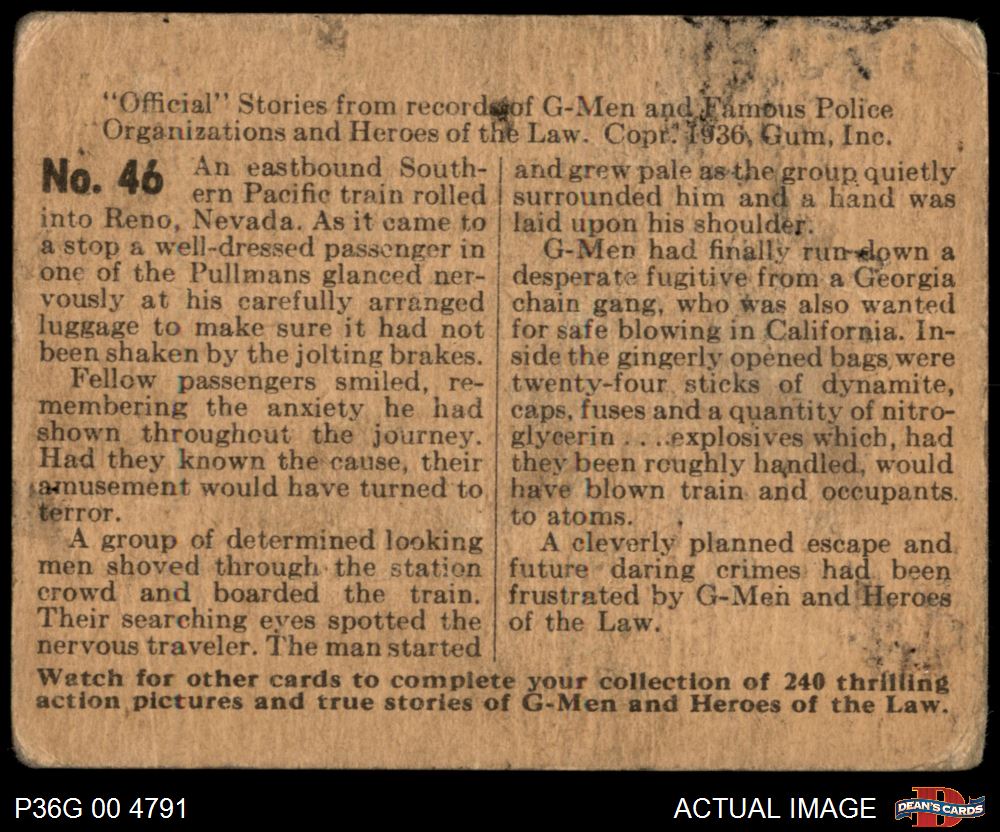 "Official" Stories from records of G-Men and Famous Police
Organizations and Heroes of the Law. Copr. 1936, Gum, Inc.
No. 46
An eastbound South-
ern Pacific train rolled
into Reno, Nevada. As it came to
a stop a well-dressed passenger in
one of the Pullmans glanced ner-
vously at his carefully arranged
luggage to make sure it had not
been shaken by the jolting brakes.
Fellow passengers smiled, re-
membering the anxiety he had
shown throughout the journey.
Had they known the cause, their
amusement would have turned to
terror.
A group of determined looking
men shoved through the station
crowd and boarded the train.
Their searching eyes spotted the
nervous traveler. The man started
and grew pale as the group quietly
surrounded him and a hand was
laid upon his shoulder.
G-Men had finally run down a
desperate fugitive from a Georgia
chain gang, who was also wanted
for safe blowing in California. In-
side the gingerly opened bags were
twenty-four sticks of dynamite,
caps, fuses and a quantity of nitro-
glycerin . . . explosives which, had
they been roughly handled, would
have blown train and occupants
to atoms.
A cleverly planned escape and
future daring crimes had been
frustrated by G-Men and Heroes
of the Law.
Watch for other cards to complete your collection of 240 thrilling
action pictures and true stories of G-Men and Heroes of the Law.
P36G 00 4791
ACTUAL IMAGE
DEAN'S CARDS